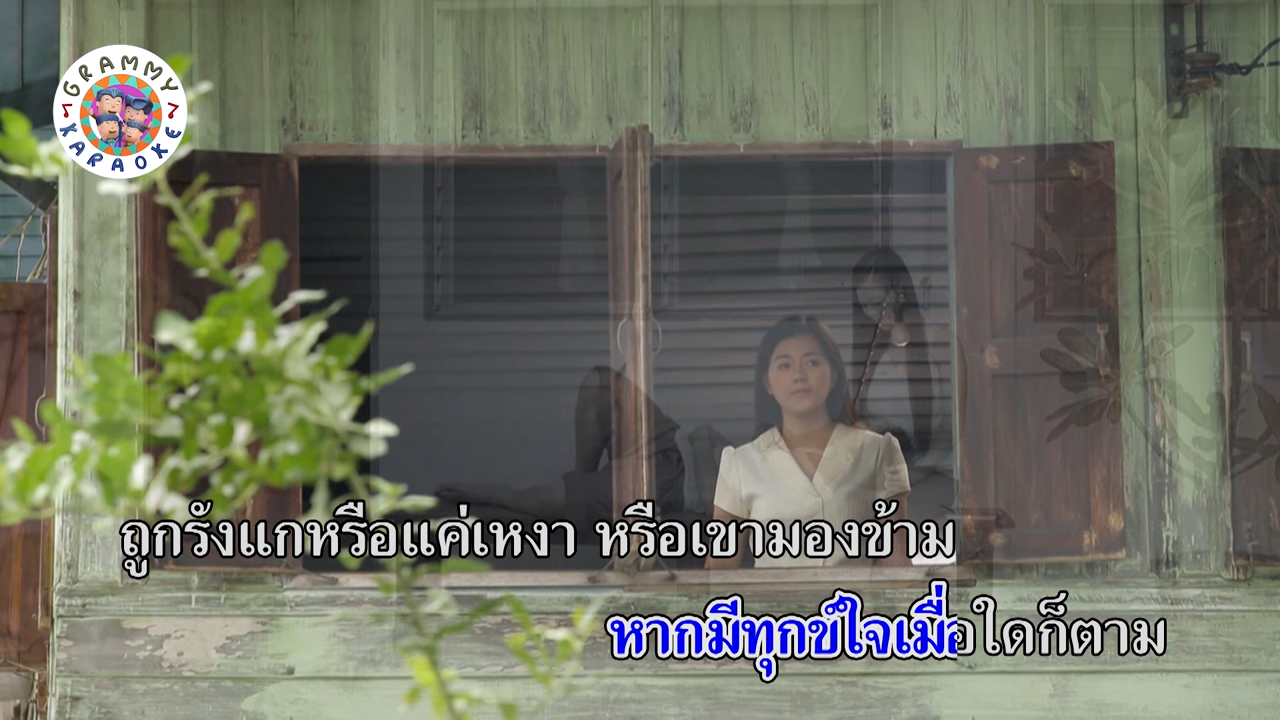 GRAMMY
KARAOKE
ถูกรังแกหรือแค่เหงา หรือเขามองข้าม
หากมีทุกข์ใจเมื่อใดก็ตาม